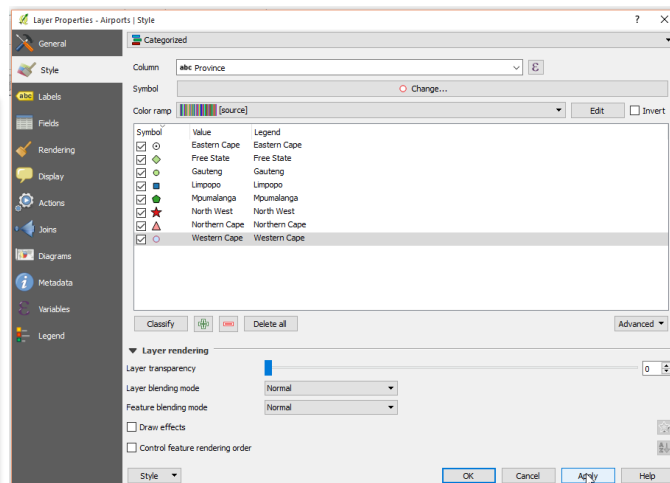 Layer Properties - Airports | Style
? X
General
Style
abc Labels
Fields
Rendering
Display
Actions
Joins
Diagrams
Metadata
Variables
Legend
Categorized
Column abc Province ε
Symbol Change...
Color ramp [source] Edit Invert
Symbol Value Legend
Eastern Cape Eastern Cape
Free State Free State
Gauteng Gauteng
Limpopo Limpopo
Mpumalanga Mpumalanga
North West North West
Northern Cape Northern Cape
Western Cape Western Cape
Classify Delete all Advanced
Layer rendering
Layer transparency 0
Layer blending mode Normal
Feature blending mode Normal
Draw effects
Control feature rendering order
Style OK Cancel Apply Help